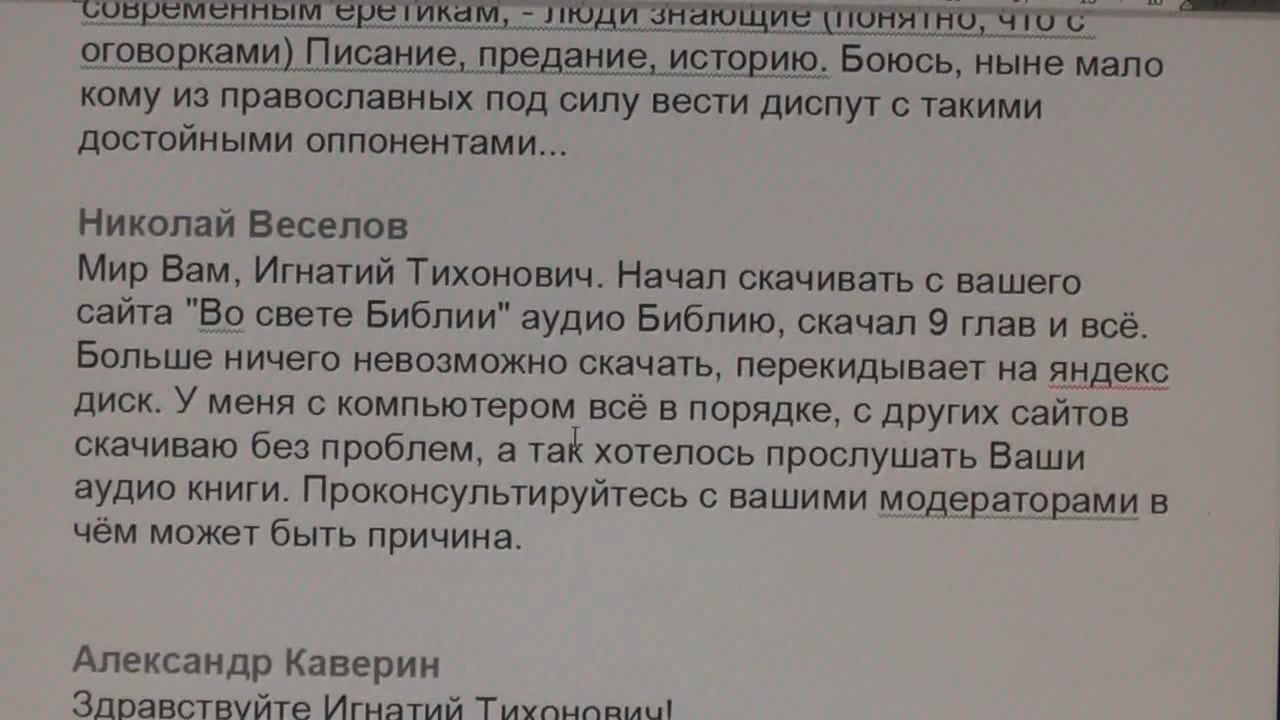 современным еретикам, - люди знающие (понятно, что с
оговорками) Писание, предание, историю. Боюсь, ныне мало
кому из православных под силу вести диспут с такими
достойными оппонентами...
Николай Веселов
Мир Вам, Игнатий Тихонович. Начал скачивать с вашего
сайта "Во свете Библии" аудио Библию, скачал 9 глав и всё.
Больше ничего невозможно скачать, перекидывает на яндекс
диск. У меня с компьютером всё в порядке, с других сайтов
скачиваю без проблем, а так хотелось прослушать Ваши
аудио книги. Проконсультируйтесь с вашими модераторами в
чём может быть причина.
Александр Каверин
Здравствуйте Игнатий Тихонович!